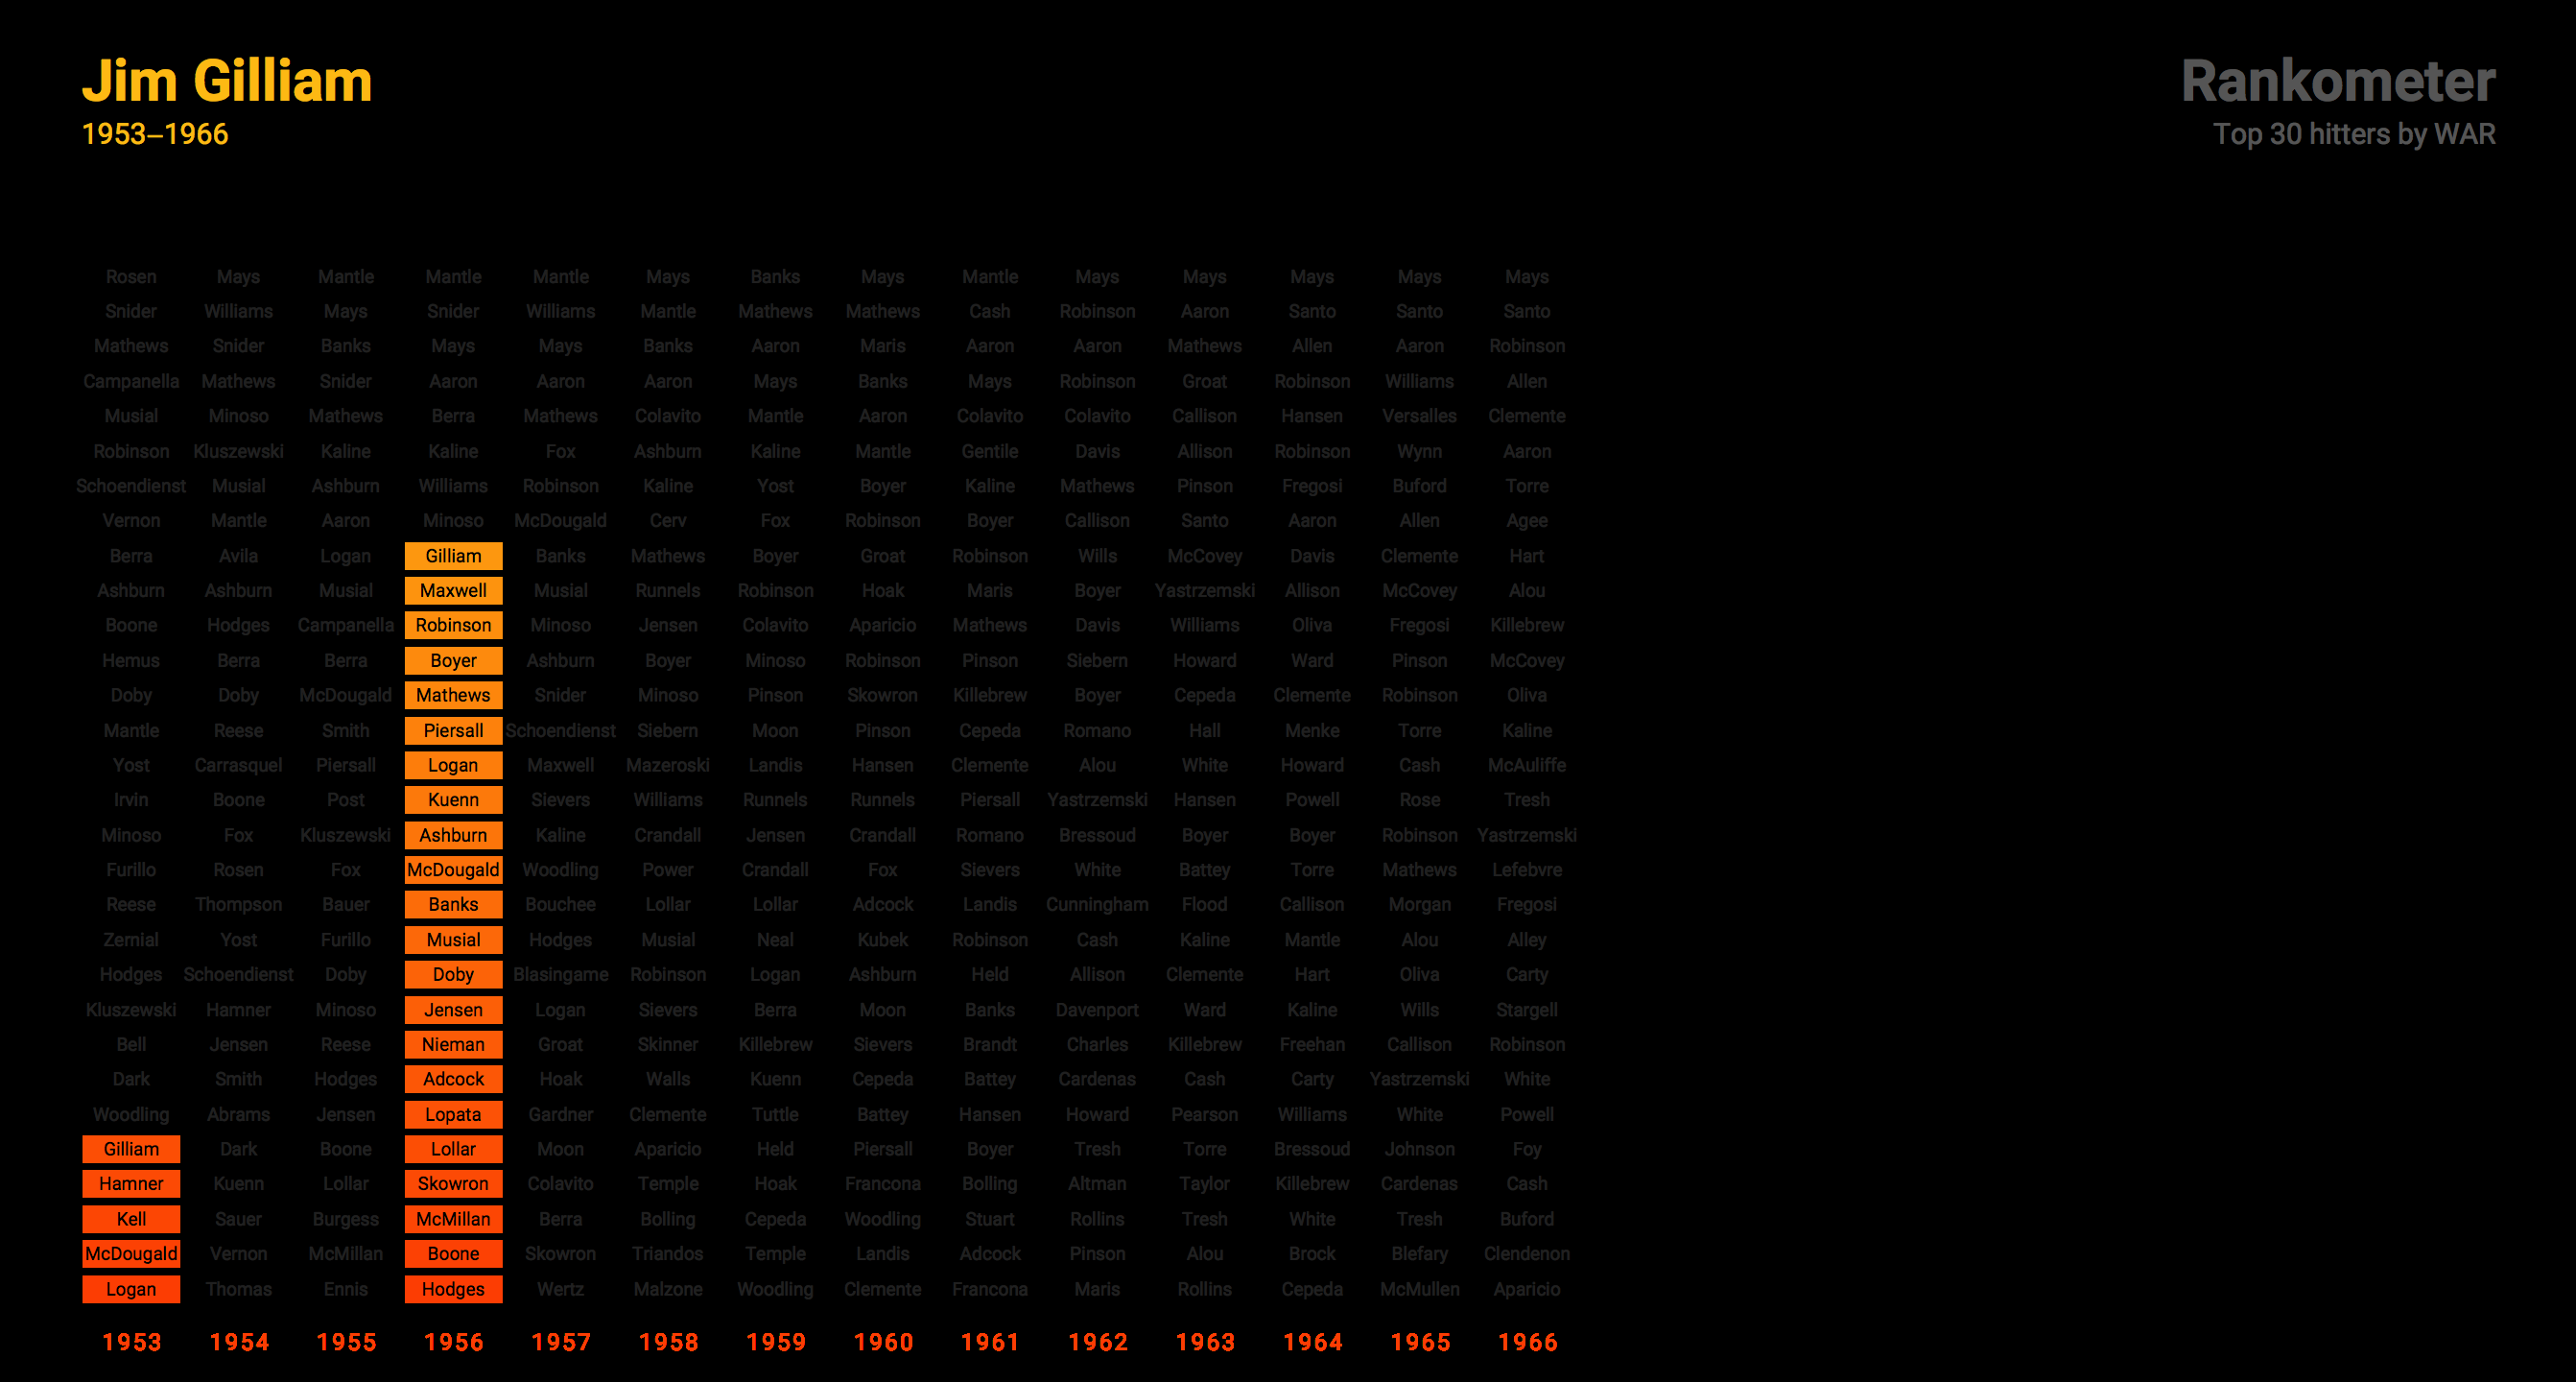 Jim Gilliam
1953–1966
Rankometer
Top 30 hitters by WAR
Rosen Mays Mantle Mantle Mantle Mays Banks Mays Mantle Mays Mays Mays Mays Mays
Snider Williams Mays Snider Williams Mantle Mathews Mathews Cash Robinson Aaron Santo Santo Santo
Mathews Snider Banks Mays Mays Banks Aaron Maris Aaron Aaron Mathews Allen Aaron Robinson
Campanella Mathews Snider Aaron Aaron Aaron Mays Banks Mays Robinson Groat Robinson Williams Allen
Musial Minoso Mathews Berra Mathews Colavito Mantle Aaron Colavito Colavito Callison Hansen Versalles Clemente
Robinson Kluszewski Kaline Kaline Fox Ashburn Kaline Mantle Gentile Davis Allison Robinson Wynn Aaron
Schoendienst Musial Ashburn Williams Robinson Kaline Yost Boyer Kaline Mathews Pinson Fregosi Buford Torre
Vernon Mantle Aaron Minoso McDougald Cerv Fox Robinson Boyer Callison Santo Aaron Allen Agee
Berra Avila Logan Gilliam Banks Mathews Boyer Groat Robinson Wills McCovey Davis Clemente Hart
Ashburn Ashburn Musial Maxwell Musial Runnels Robinson Hoak Maris Boyer Yastrzemski Allison McCovey Alou
Boone Hodges Campanella Robinson Minoso Jensen Colavito Aparicio Mathews Davis Williams Oliva Fregosi Killebrew
Hemus Berra Berra Boyer Ashburn Boyer Minoso Robinson Pinson Siebern Howard Ward Pinson McCovey
Doby Doby McDougald Mathews Snider Minoso Pinson Skowron Killebrew Boyer Cepeda Clemente Robinson Oliva
Mantle Reese Smith Piersall Schoendienst Siebern Moon Pinson Cepeda Romano Hall Menke Torre Kaline
Yost Carrasquel Piersall Logan Maxwell Mazeroski Landis Hansen Clemente Alou White Howard Cash McAuliffe
Irvin Boone Post Kuenn Sievers Williams Runnels Runnels Piersall Yastrzemski Hansen Powell Rose Tresh
Minoso Fox Kluszewski Ashburn Kaline Crandall Jensen Crandall Romano Bressoud Boyer Boyer Robinson Yastrzemski
Furillo Rosen Fox McDougald Woodling Power Crandall Fox Sievers White Battey Torre Mathews Lefebvre
Reese Thompson Bauer Banks Bouchee Lollar Lollar Adcock Landis Cunningham Flood Callison Morgan Fregosi
Zernial Yost Furillo Musial Hodges Musial Neal Kubek Robinson Cash Kaline Mantle Alou Alley
Hodges Schoendienst Doby Doby Blasingame Robinson Logan Ashburn Held Allison Clemente Hart Oliva Carty
Kluszewski Hamner Minoso Jensen Logan Sievers Berra Moon Banks Davenport Ward Kaline Wills Stargell
Bell Jensen Reese Nieman Groat Skinner Killebrew Sievers Brandt Charles Killebrew Freehan Callison Robinson
Dark Smith Hodges Adcock Hoak Walls Kuenn Cepeda Battey Cardenas Cash Carty Yastrzemski White
Woodling Abrams Jensen Lopata Gardner Clemente Tuttle Battey Hansen Howard Pearson Williams White Powell
Gilliam Dark Boone Lollar Moon Aparicio Held Piersall Boyer Tresh Torre Bressoud Johnson Foy
Hamner Kuenn Lollar Skowron Colavito Temple Hoak Francona Bolling Altman Taylor Killebrew Cardenas Cash
Kell Sauer Burgess McMillan Berra Bolling Cepeda Woodling Stuart Rollins Tresh White Tresh Buford
McDougald Vernon McMillan Boone Skowron Triandos Temple Landis Adcock Pinson Alou Brock Blefary Clendenon
Logan Thomas Ennis Hodges Wertz Malzone Woodling Clemente Francona Maris Rollins Cepeda McMullen Aparicio
1953 1954 1955 1956 1957 1958 1959 1960 1961 1962 1963 1964 1965 1966